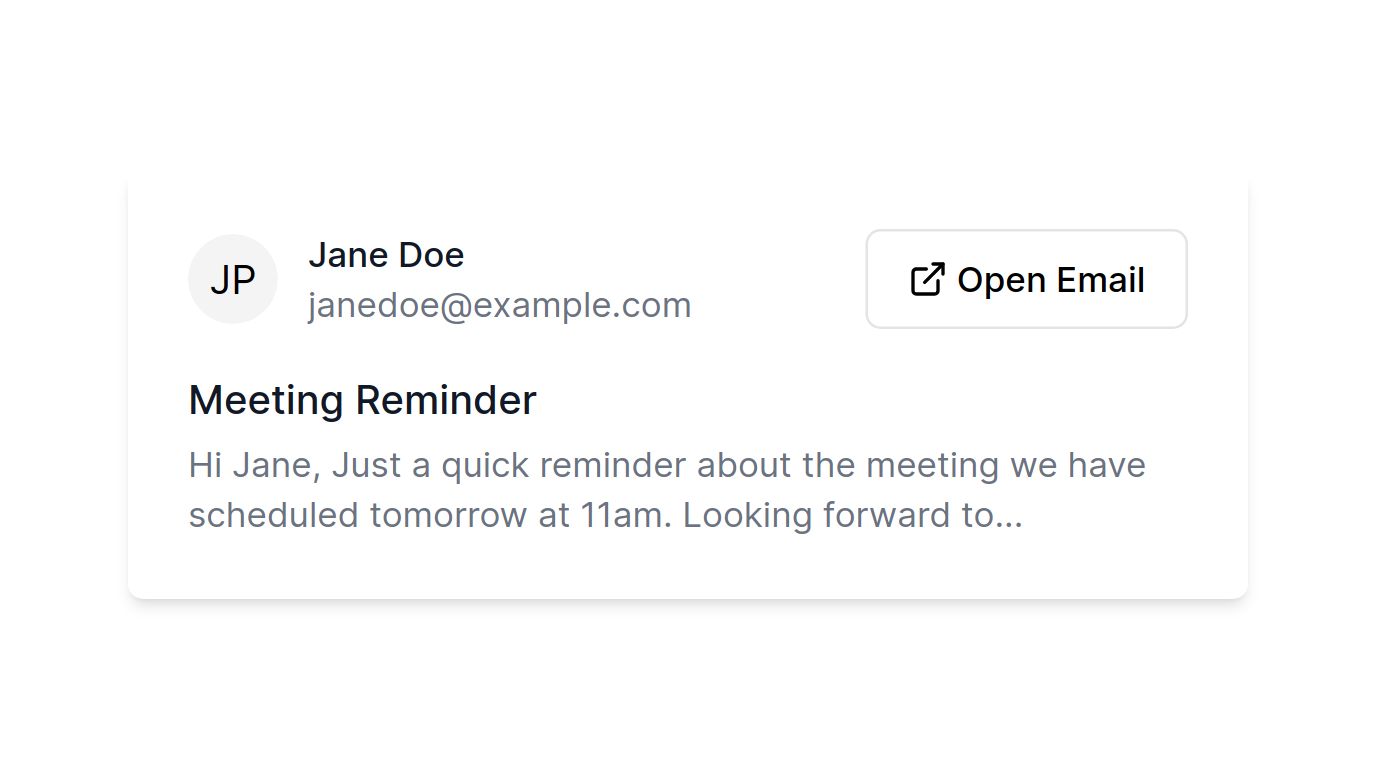 JP
Jane Doe
janedoe@example.com
Open Email
Meeting Reminder
Hi Jane, Just a quick reminder about the meeting we have
scheduled tomorrow at 11am. Looking forward to...